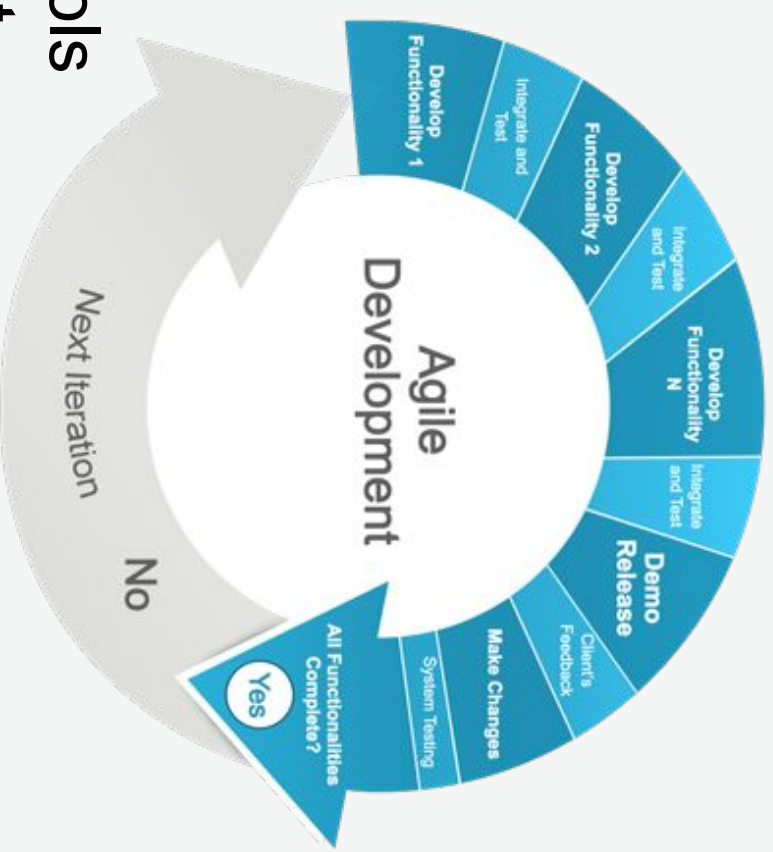 Agile
Development
Develop
Functionality 1
Integrate and
Test
Develop
Functionality 2
Integrate
and Test
Develop
Functionality
N
Integrate
and Test
Demo
Release
Client's
Feedback
Make Changes
System Testing
All Functionalities
Complete?
Yes
No
Next Iteration